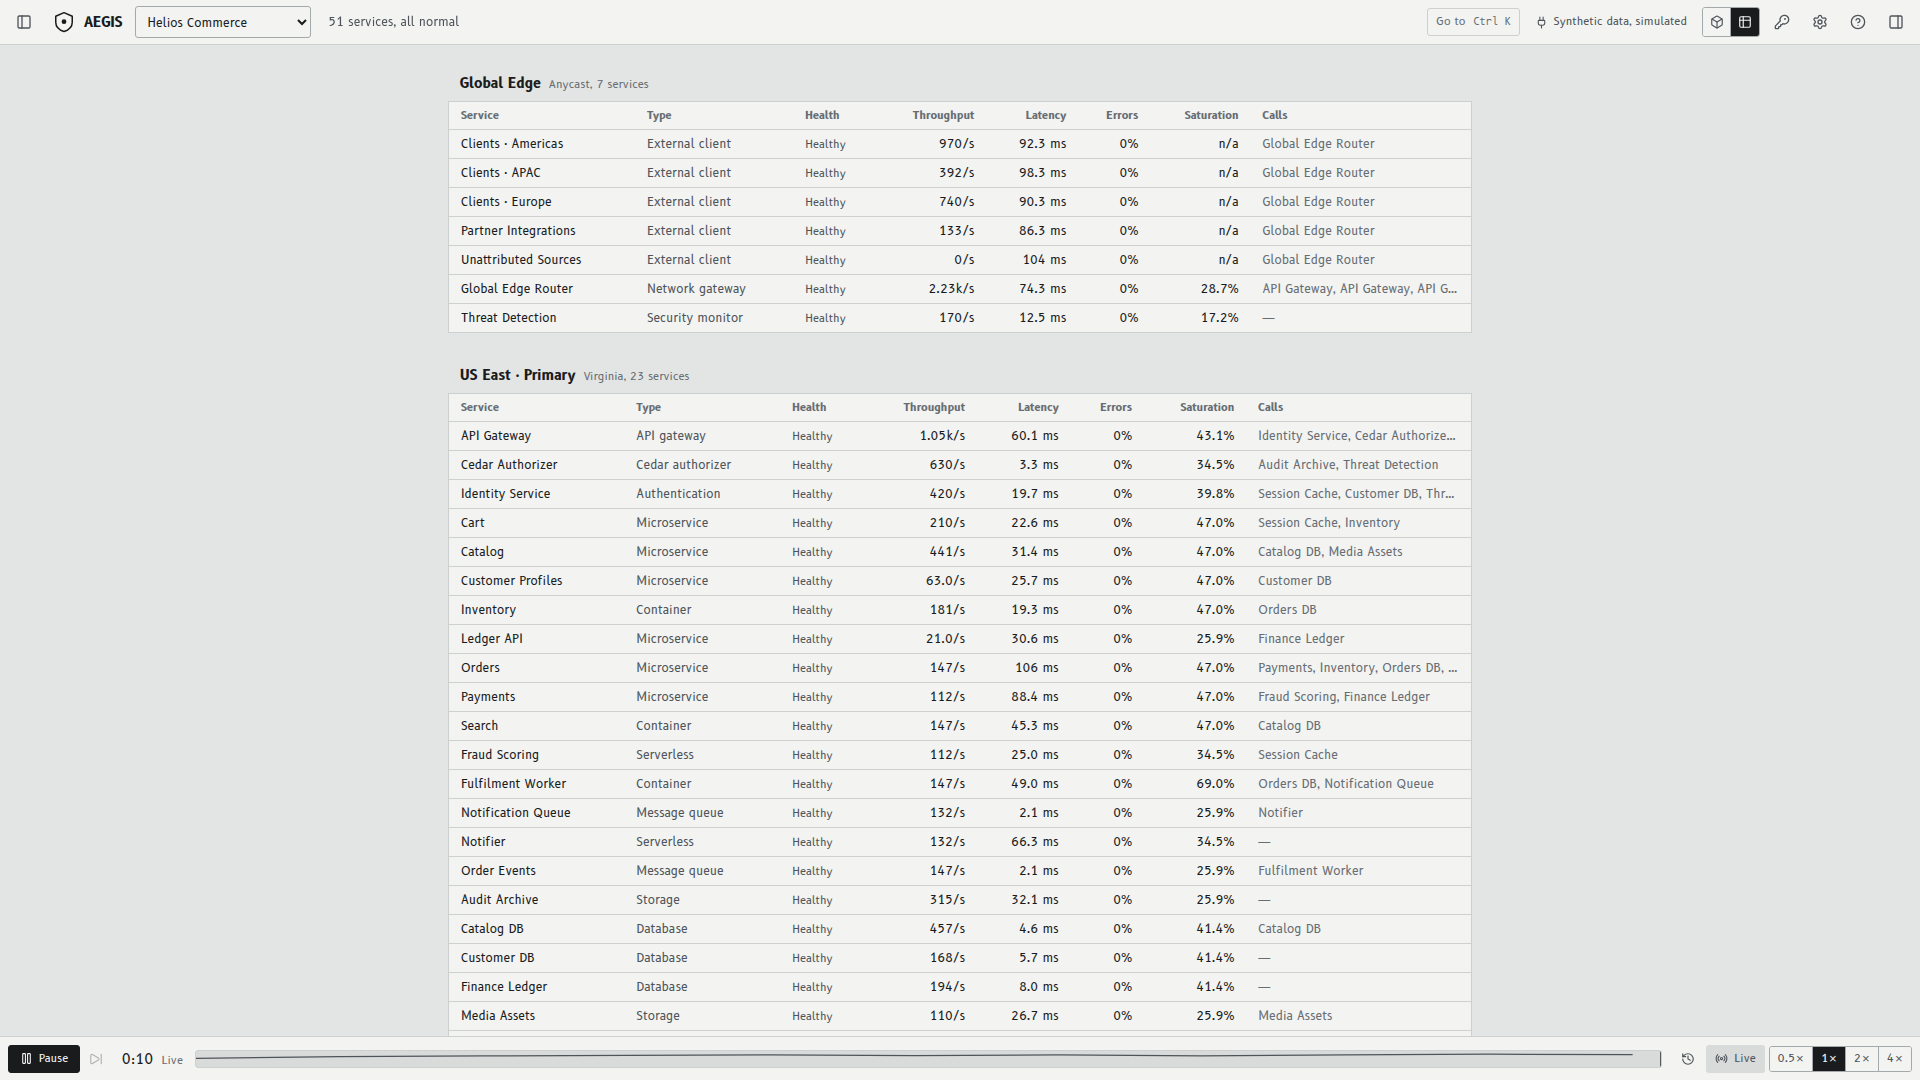 AEGIS Helios Commerce 51 services, all normal Go to Ctrl K Synthetic data, simulated
Global Edge Anycast, 7 services
Service Type Health Throughput Latency Errors Saturation Calls
Clients · Americas External client Healthy 970/s 92.3 ms 0% n/a Global Edge Router
Clients · APAC External client Healthy 392/s 98.3 ms 0% n/a Global Edge Router
Clients · Europe External client Healthy 740/s 90.3 ms 0% n/a Global Edge Router
Partner Integrations External client Healthy 133/s 86.3 ms 0% n/a Global Edge Router
Unattributed Sources External client Healthy 0/s 104 ms 0% n/a Global Edge Router
Global Edge Router Network gateway Healthy 2.23k/s 74.3 ms 0% 28.7% API Gateway, API Gateway, API G...
Threat Detection Security monitor Healthy 170/s 12.5 ms 0% 17.2% —
US East · Primary Virginia, 23 services
Service Type Health Throughput Latency Errors Saturation Calls
API Gateway API gateway Healthy 1.05k/s 60.1 ms 0% 43.1% Identity Service, Cedar Authorize...
Cedar Authorizer Cedar authorizer Healthy 630/s 3.3 ms 0% 34.5% Audit Archive, Threat Detection
Identity Service Authentication Healthy 420/s 19.7 ms 0% 39.8% Session Cache, Customer DB, Thr...
Cart Microservice Healthy 210/s 22.6 ms 0% 47.0% Session Cache, Inventory
Catalog Microservice Healthy 441/s 31.4 ms 0% 47.0% Catalog DB, Media Assets
Customer Profiles Microservice Healthy 63.0/s 25.7 ms 0% 47.0% Customer DB
Inventory Container Healthy 181/s 19.3 ms 0% 47.0% Orders DB
Ledger API Microservice Healthy 21.0/s 30.6 ms 0% 25.9% Finance Ledger
Orders Microservice Healthy 147/s 106 ms 0% 47.0% Payments, Inventory, Orders DB, ...
Payments Microservice Healthy 112/s 88.4 ms 0% 47.0% Fraud Scoring, Finance Ledger
Search Container Healthy 147/s 45.3 ms 0% 47.0% Catalog DB
Fraud Scoring Serverless Healthy 112/s 25.0 ms 0% 34.5% Session Cache
Fulfilment Worker Container Healthy 147/s 49.0 ms 0% 69.0% Orders DB, Notification Queue
Notification Queue Message queue Healthy 132/s 2.1 ms 0% 25.9% Notifier
Notifier Serverless Healthy 132/s 66.3 ms 0% 34.5% —
Order Events Message queue Healthy 147/s 2.1 ms 0% 25.9% Fulfilment Worker
Audit Archive Storage Healthy 315/s 32.1 ms 0% 25.9% —
Catalog DB Database Healthy 457/s 4.6 ms 0% 41.4% Catalog DB
Customer DB Database Healthy 168/s 5.7 ms 0% 41.4% —
Finance Ledger Database Healthy 194/s 8.0 ms 0% 41.4% —
Media Assets Storage Healthy 110/s 26.7 ms 0% 25.9% Media Assets
Pause 0:10 Live Live 0.5× 1× 2× 4×